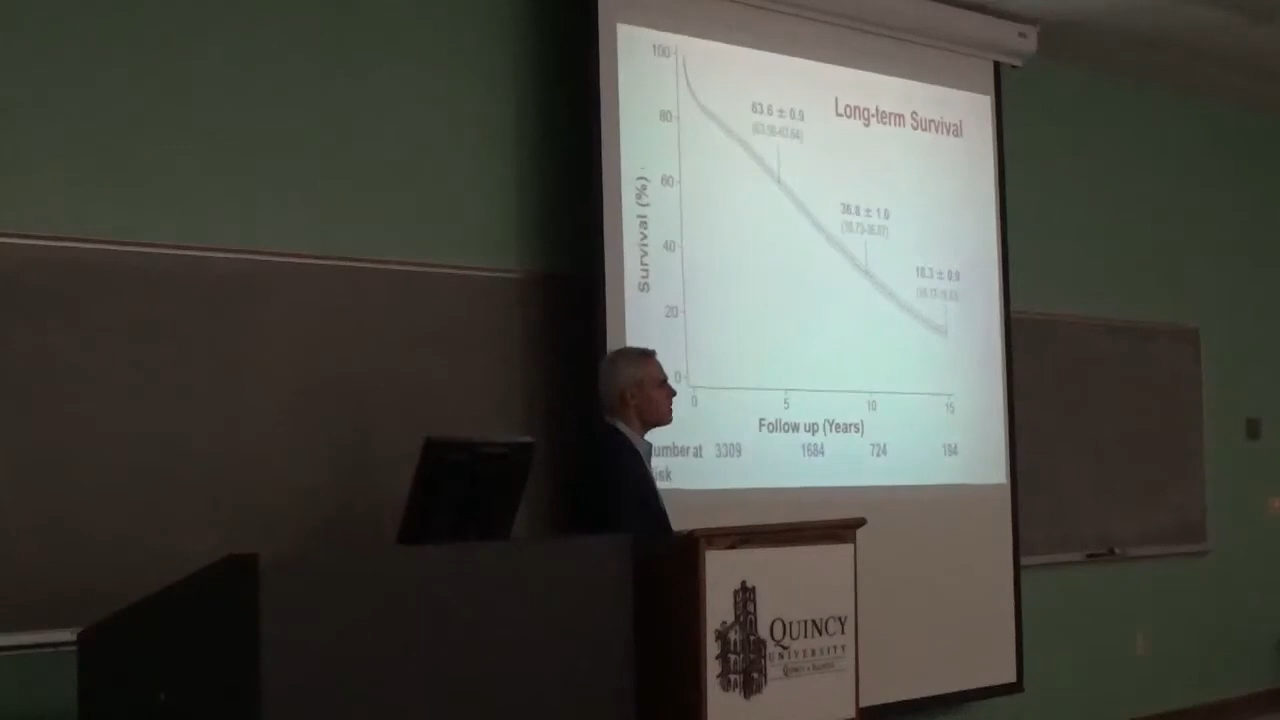 Long-term Survival
100
80
60
40
20
0
Survival (%)
63.6 ± 0.9
36.8 ± 1.0
18.3 ± 0.9
0 5 10 15
Follow up (Years)
umber at 3309 1684 724 194
isk
QUINCY
UNIVERSITY